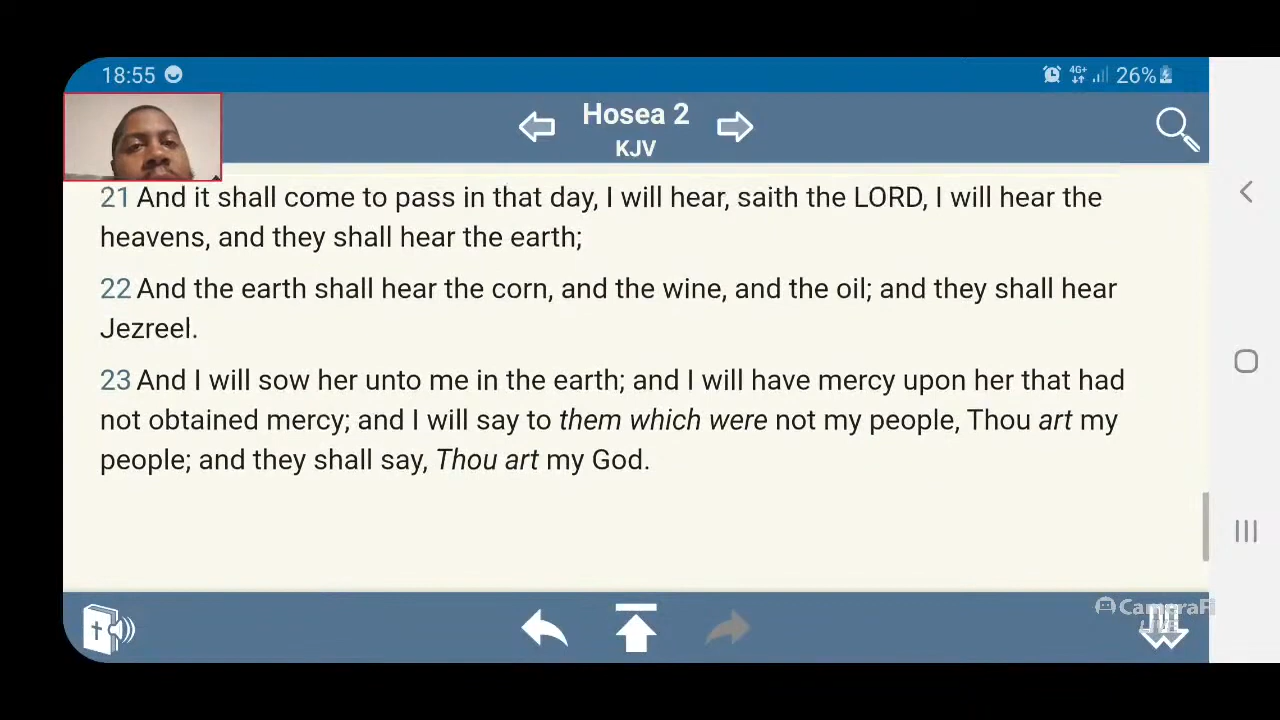 18:55
4G+
26%
Hosea 2
KJV
21 And it shall come to pass in that day, I will hear, saith the LORD, I will hear the
heavens, and they shall hear the earth;
22 And the earth shall hear the corn, and the wine, and the oil; and they shall hear
Jezreel.
23 And I will sow her unto me in the earth; and I will have mercy upon her that had
not obtained mercy; and I will say to them which were not my people, Thou art my
people; and they shall say, Thou art my God.
CameraFI
LIVE